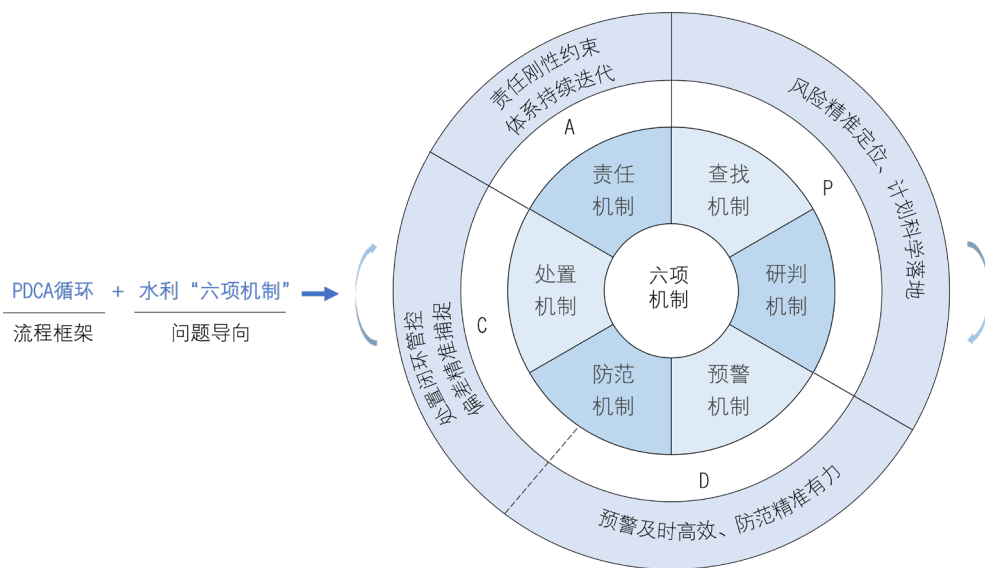 PDCA循环 + 水利“六项机制”
流程框架
问题导向
责任刚性约束
体系持续迭代
A
风险精准定位、计划科学落地
P
预警及时高效、防范精准有力
D
处置闭环管控
偏差精准捕捉
C
责任
机制
查找
机制
研判
机制
预警
机制
防范
机制
处置
机制
六项
机制